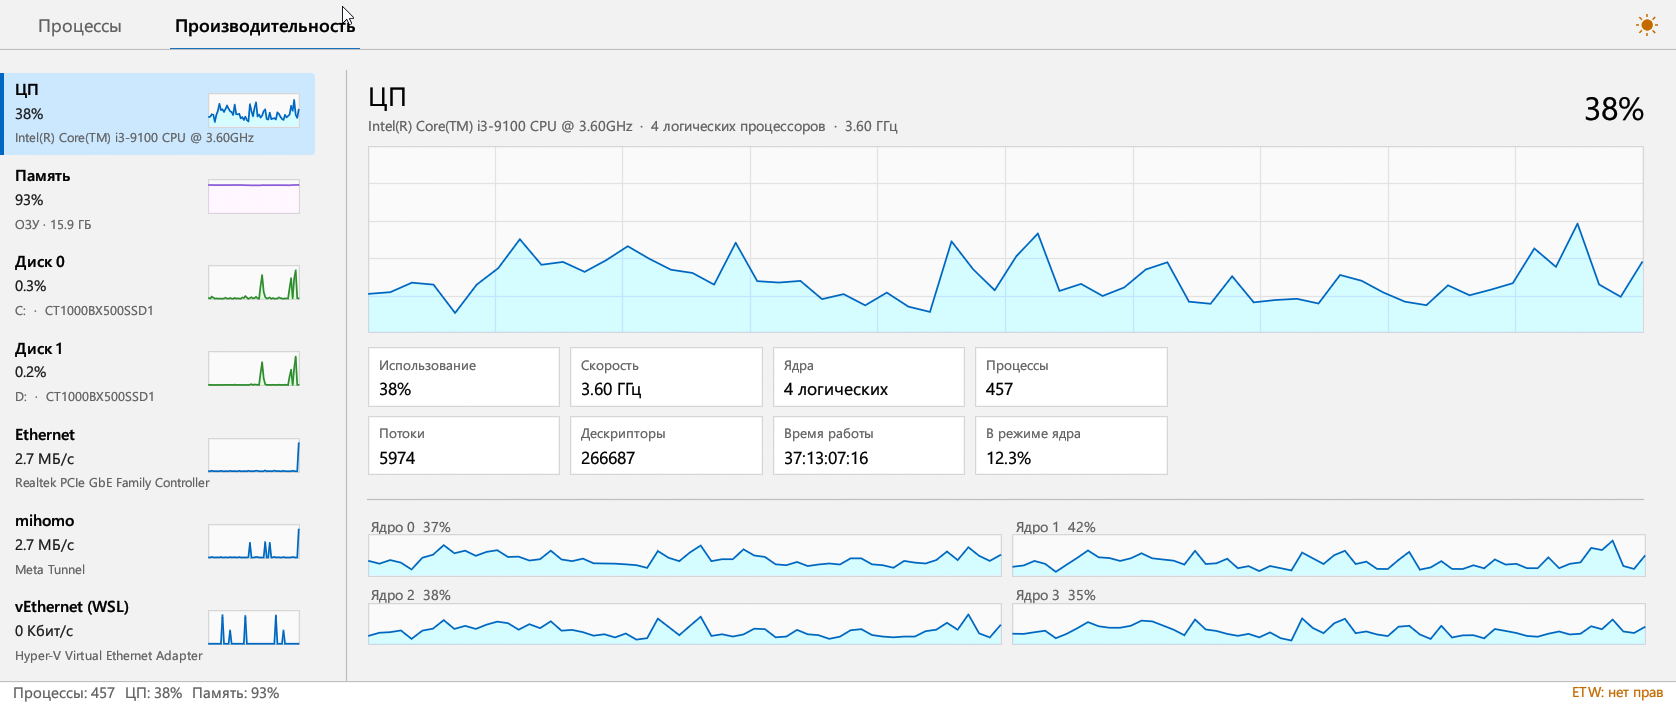 Процессы Производительность
ЦП
38%
Intel(R) Core(TM) i3-9100 CPU @ 3.60GHz
Память
93%
ОЗУ · 15.9 ГБ
Диск 0
0.3%
C: · CT1000BX500SSD1
Диск 1
0.2%
D: · CT1000BX500SSD1
Ethernet
2.7 МБ/с
Realtek PCIe GbE Family Controller
mihomo
2.7 МБ/с
Meta Tunnel
vEthernet (WSL)
0 Кбит/с
Hyper-V Virtual Ethernet Adapter
ЦП
38%
Intel(R) Core(TM) i3-9100 CPU @ 3.60GHz · 4 логических процессоров · 3.60 ГГц
Использование
38%
Скорость
3.60 ГГц
Ядра
4 логических
Процессы
457
Потоки
5974
Дескрипторы
266687
Время работы
37:13:07:16
В режиме ядра
12.3%
Ядро 0 37%
Ядро 1 42%
Ядро 2 38%
Ядро 3 35%
Процессы: 457 ЦП: 38% Память: 93%
ETW: нет прав